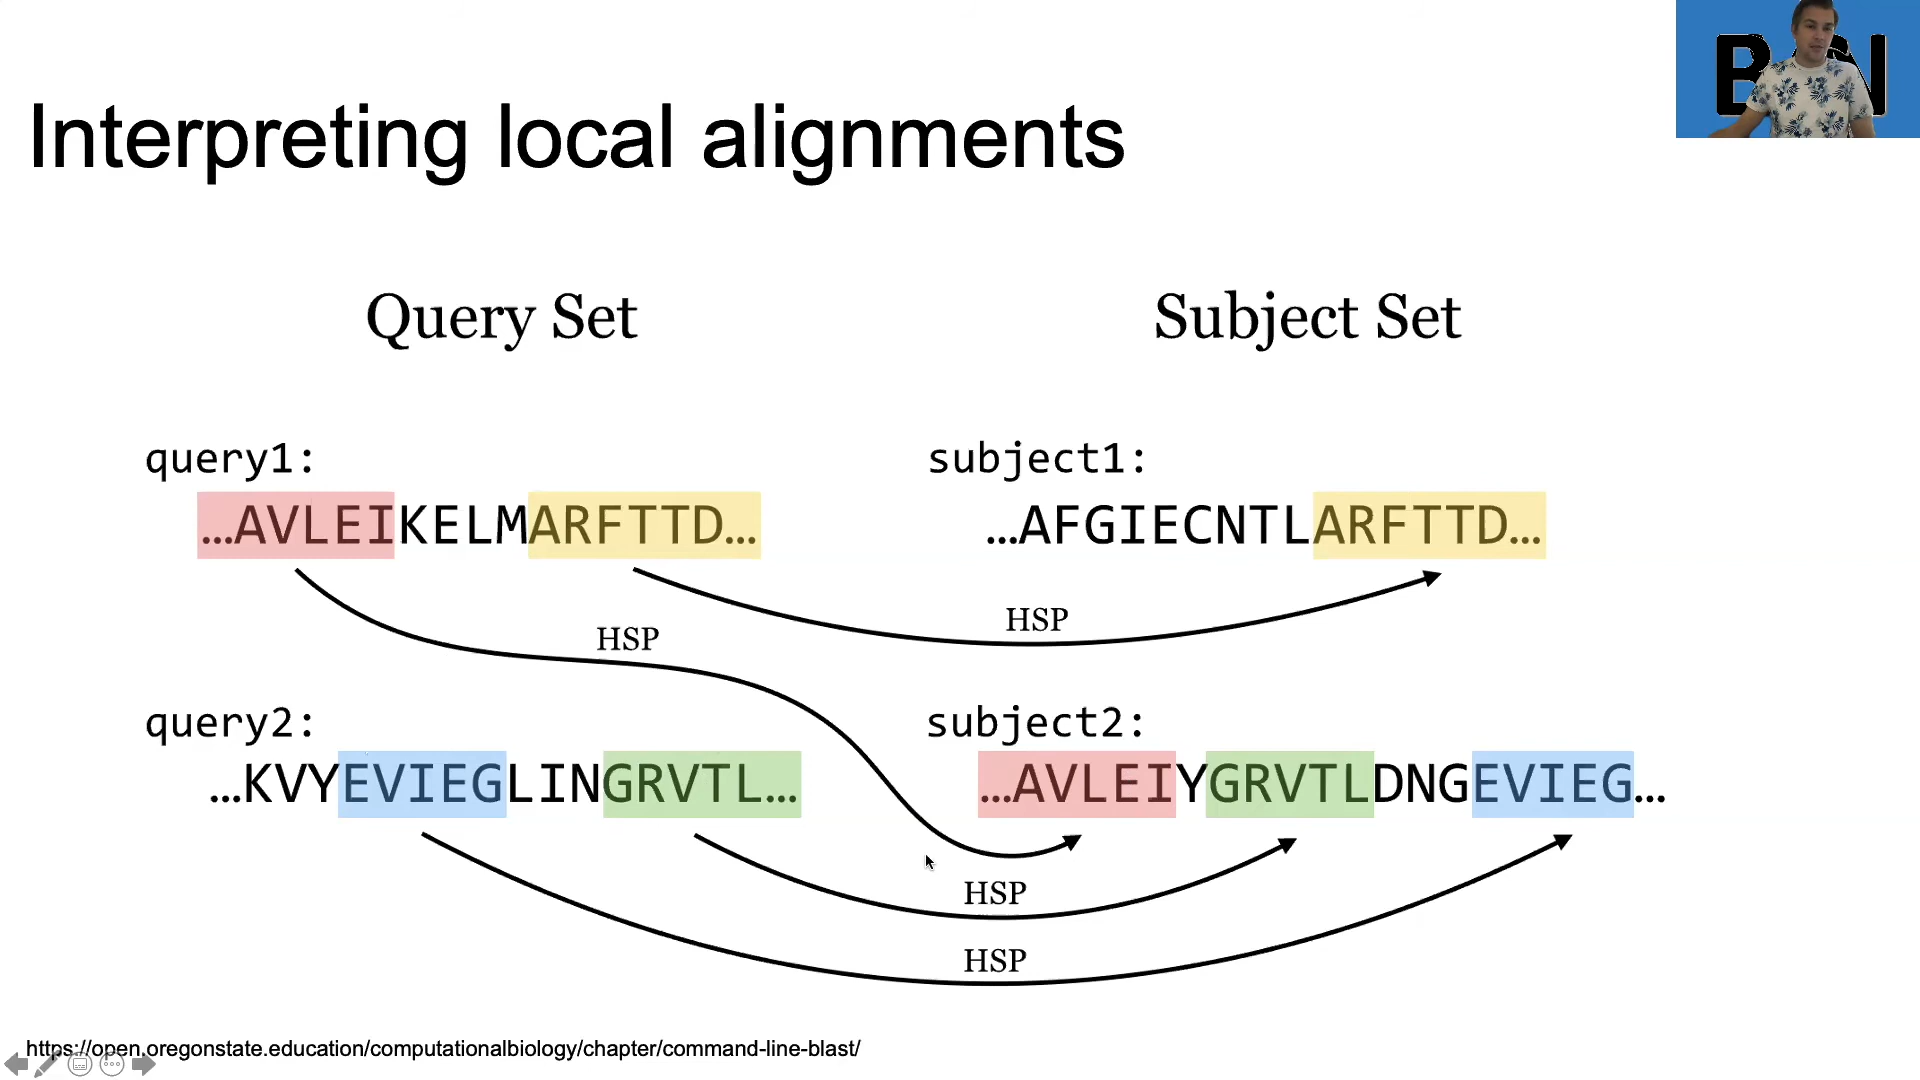 Interpreting local alignments
Query Set
Subject Set
query1:
subject1:
…AVLEIKELMARFTTD…
…AFGIECNTLARFTTD…
HSP
HSP
query2:
subject2:
…KVYEVIEGLINGRVTL…
…AVLEIYGRVTLDNGEVIEG…
HSP
HSP
https://open.oregonstate.education/computationalbiology/chapter/command-line-blast/